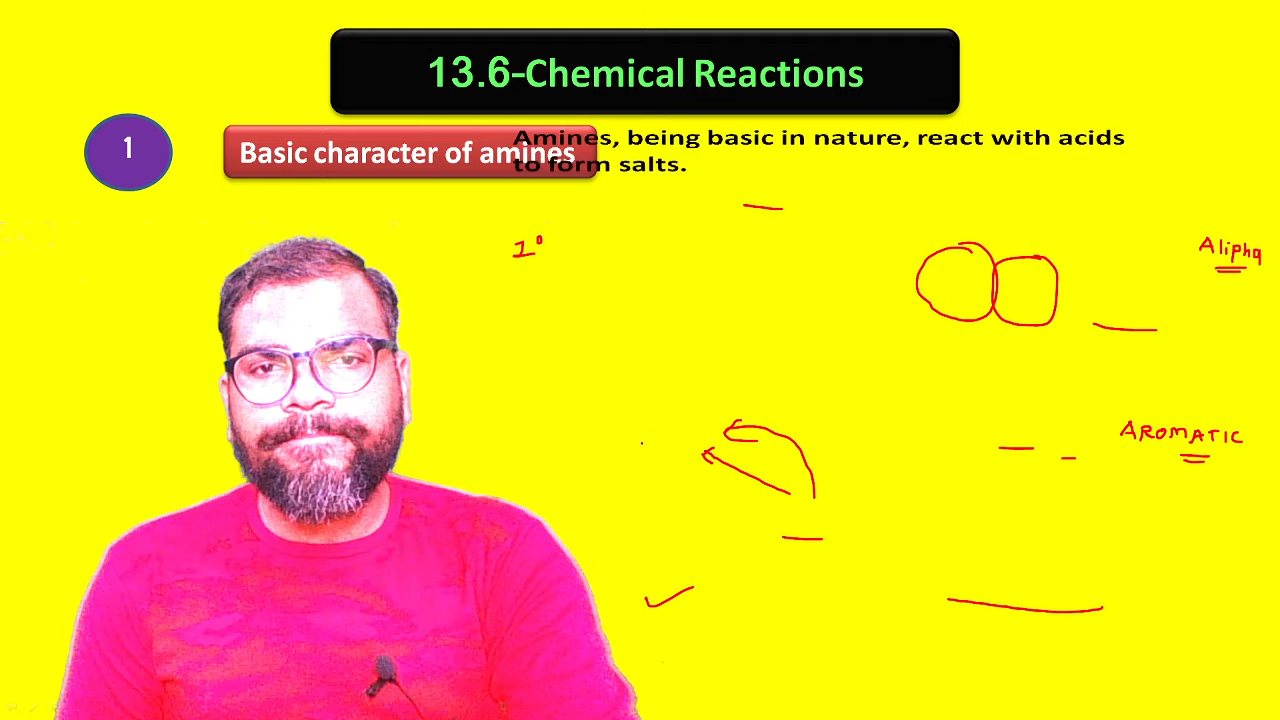 13.6-Chemical Reactions
1
Basic character of amines
Amines, being basic in nature, react with acids
to form salts.
1°
Alipha
AROMATIC